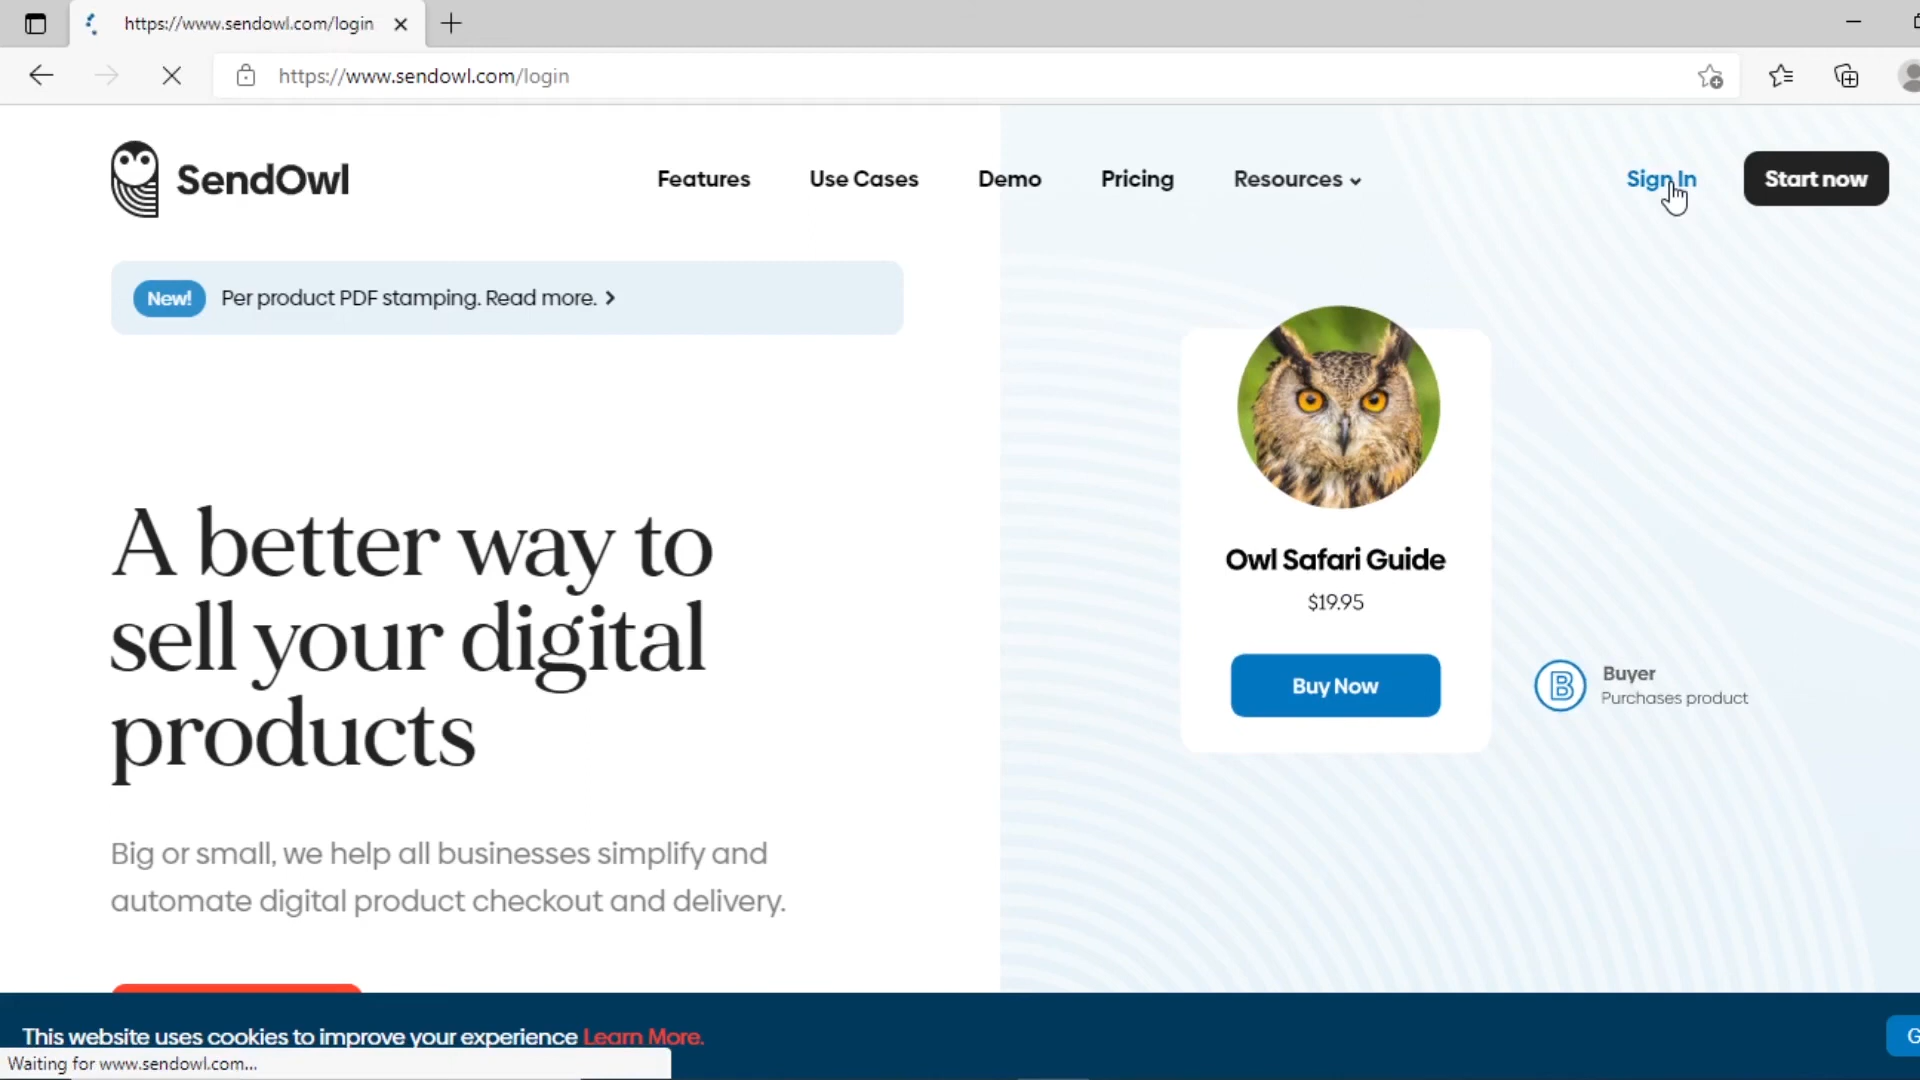 https://www.sendowl.com/login
https://www.sendowl.com/login
SendOwl
Features
Use Cases
Demo
Pricing
Resources
Sign In
Start now
New!
Per product PDF stamping. Read more.
A better way to
sell your digital
products
Big or small, we help all businesses simplify and
automate digital product checkout and delivery.
Owl Safari Guide
$19.95
Buy Now
B
Buyer
Purchases product
This website uses cookies to improve your experience Learn More.
G
Waiting for www.sendowl.com...